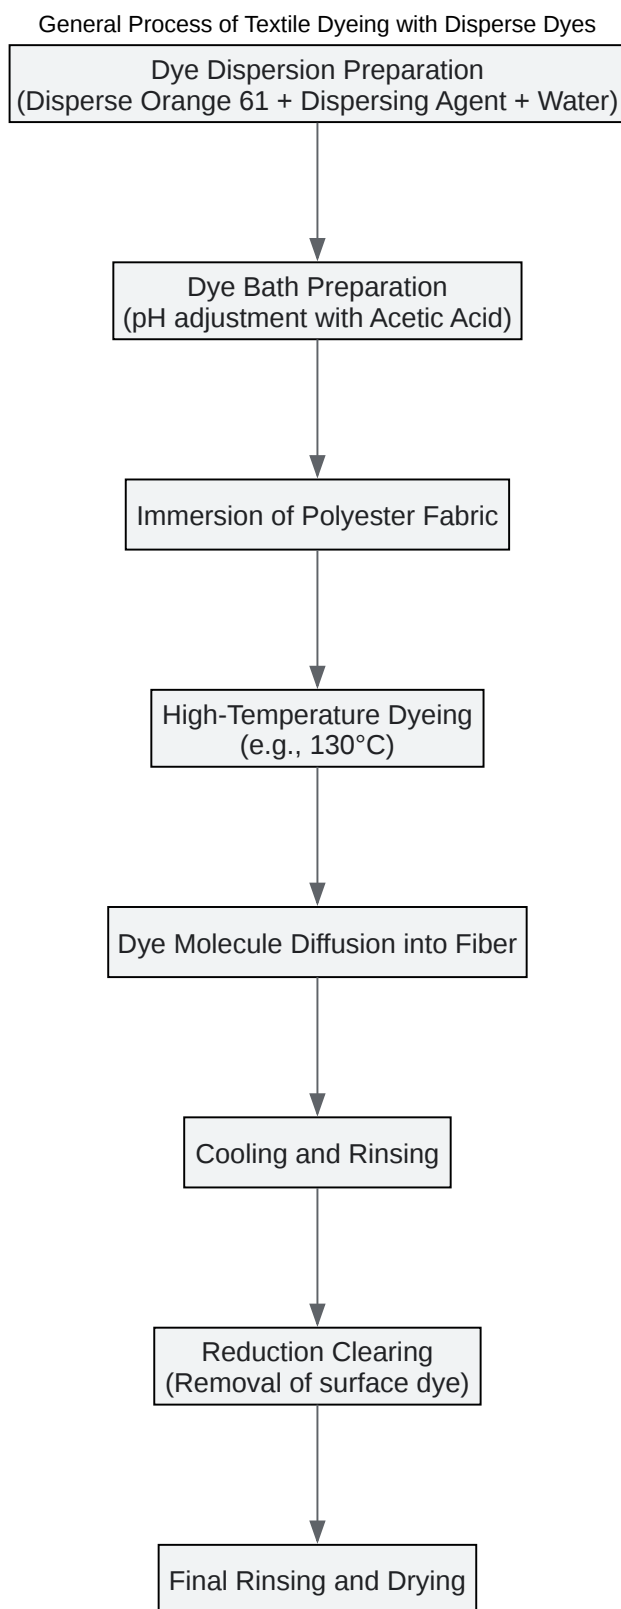 General Process of Textile Dyeing with Disperse Dyes
Dye Dispersion Preparation
(Disperse Orange 61 + Dispersing Agent + Water)
Dye Bath Preparation
(pH adjustment with Acetic Acid)
Immersion of Polyester Fabric
High-Temperature Dyeing
(e.g., 130°C)
Dye Molecule Diffusion into Fiber
Cooling and Rinsing
Reduction Clearing
(Removal of surface dye)
Final Rinsing and Drying